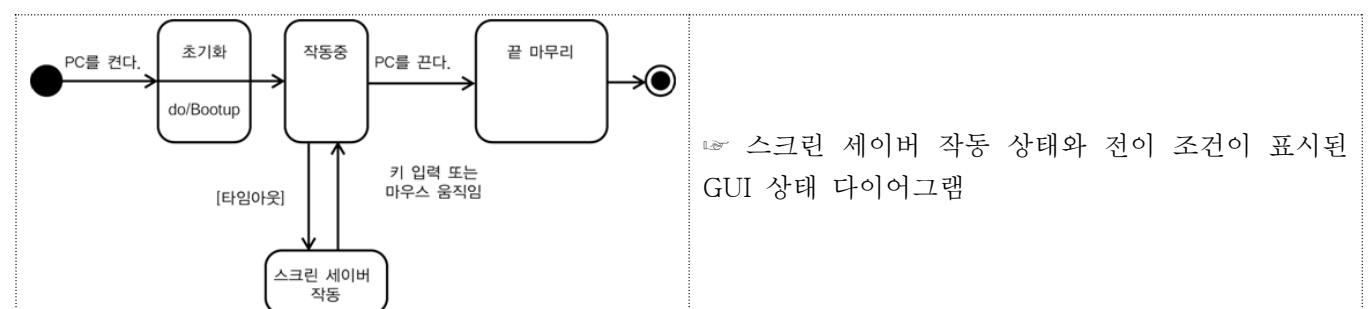 PC를 켠다.
초기화
do/Bootup
작동중
PC를 끈다.
끝 마무리
[타임아웃]
키 입력 또는
마우스 움직임
스크린 세이버
작동
☞ 스크린 세이버 작동 상태와 전이 조건이 표시된
GUI 상태 다이어그램